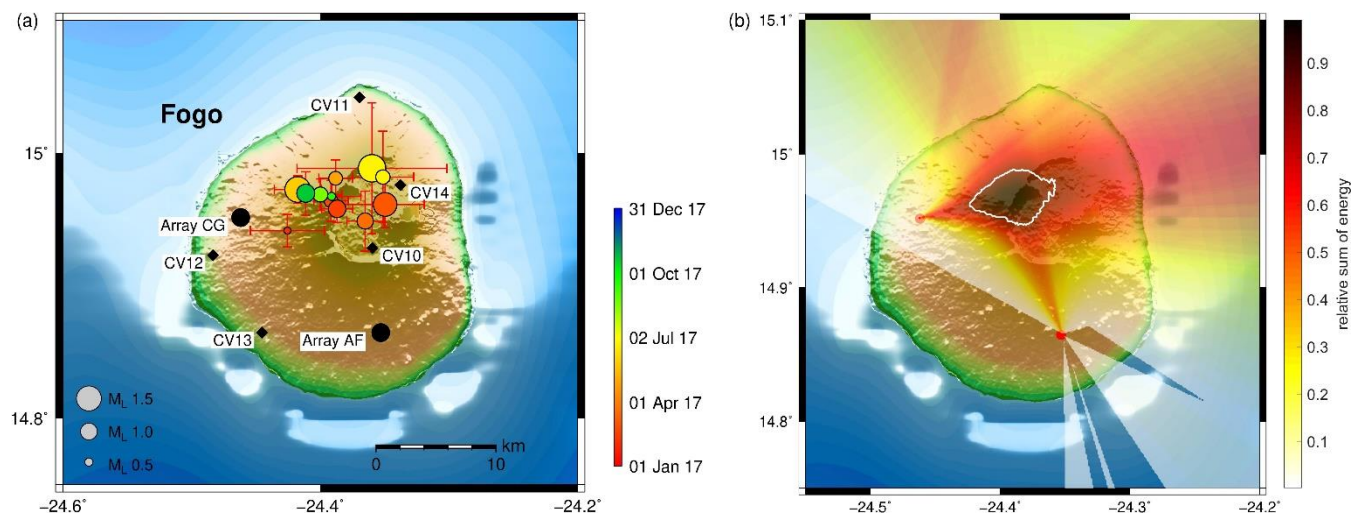 (a)
Fogo
CV11
CV14
Array CG
CV10
CV12
CV13
Array AF
M_L 1.5
M_L 1.0
M_L 0.5
km
0 10
15°
14.8°
−24.6° −24.4° −24.2°
31 Dec 17
01 Oct 17
02 Jul 17
01 Apr 17
01 Jan 17
(b)
15.1°
15°
14.9°
14.8°
−24.5° −24.4° −24.3° −24.2°
0.9
0.8
0.7
0.6
0.5
0.4
0.3
0.2
0.1
relative sum of energy